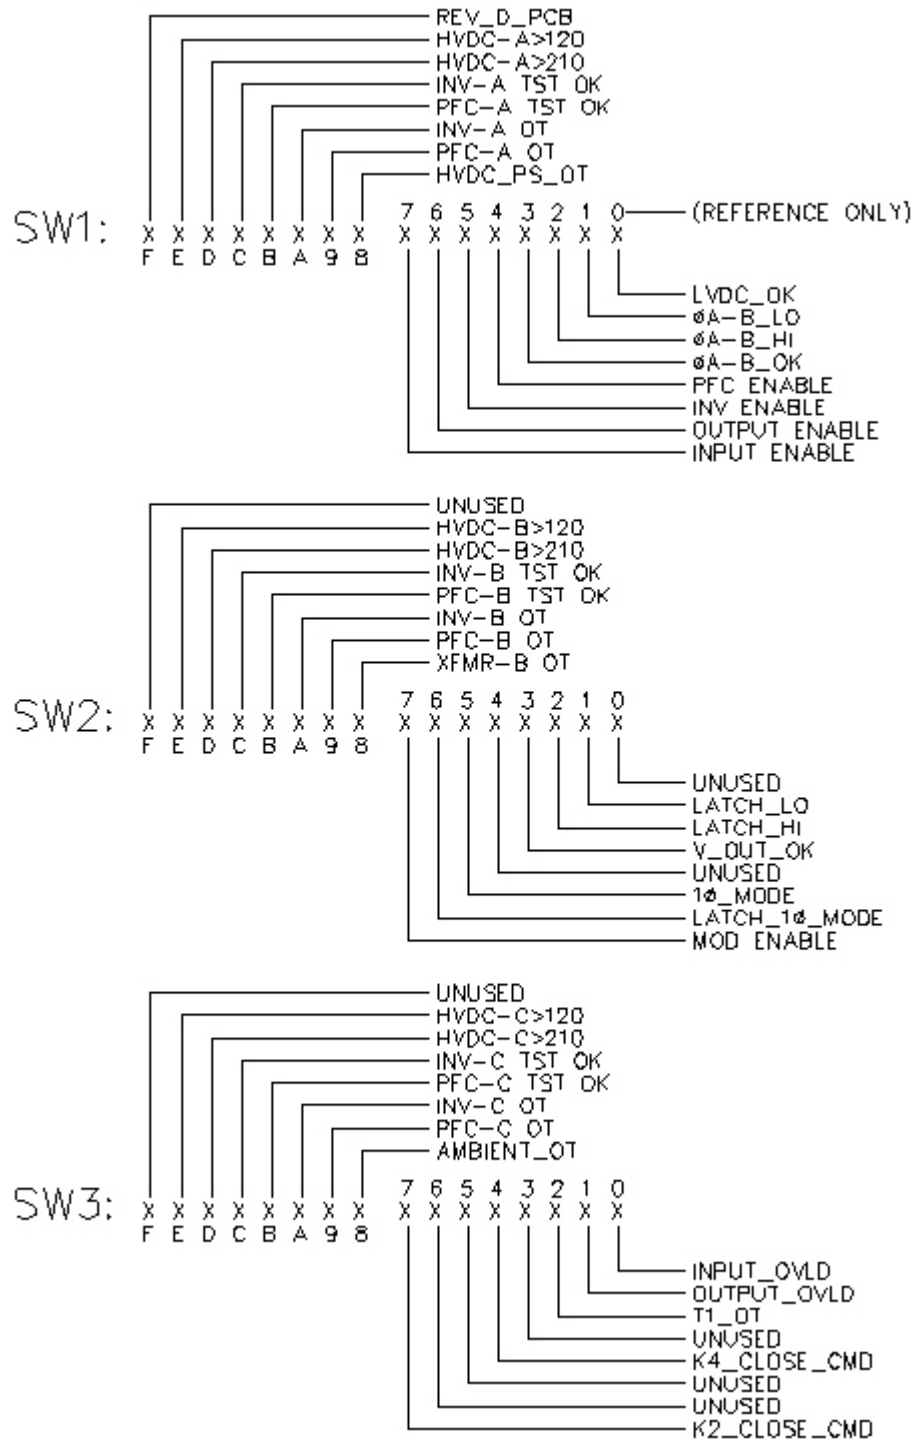 REV_D_PCB
HVDC-A>120
HVDC-A>210
INV-A TST OK
PFC-A TST OK
INV-A OT
PFC-A OT
HVDC_PS_OT
7 6 5 4 3 2 1 0 (REFERENCE ONLY)
SW1: X X X X X X X X X X X X X X X X
F E D C B A 9 8
LVDC_OK
ØA-B_LO
ØA-B_HI
ØA-B_OK
PFC ENABLE
INV ENABLE
OUTPUT ENABLE
INPUT ENABLE
UNUSED
HVDC-B>120
HVDC-B>210
INV-B TST OK
PFC-B TST OK
INV-B OT
PFC-B OT
XFMR-B OT
7 6 5 4 3 2 1 0
SW2: X X X X X X X X X X X X X X X X
F E D C B A 9 8
UNUSED
LATCH_LO
LATCH_HI
V_OUT_OK
UNUSED
1Ø_MODE
LATCH_1Ø_MODE
MOD ENABLE
UNUSED
HVDC-C>120
HVDC-C>210
INV-C TST OK
PFC-C TST OK
INV-C OT
PFC-C OT
AMBIENT_OT
7 6 5 4 3 2 1 0
SW3: X X X X X X X X X X X X X X X X
F E D C B A 9 8
INPUT_OVLD
OUTPUT_OVLD
T1_OT
UNUSED
K4_CLOSE_CMD
UNUSED
UNUSED
K2_CLOSE_CMD